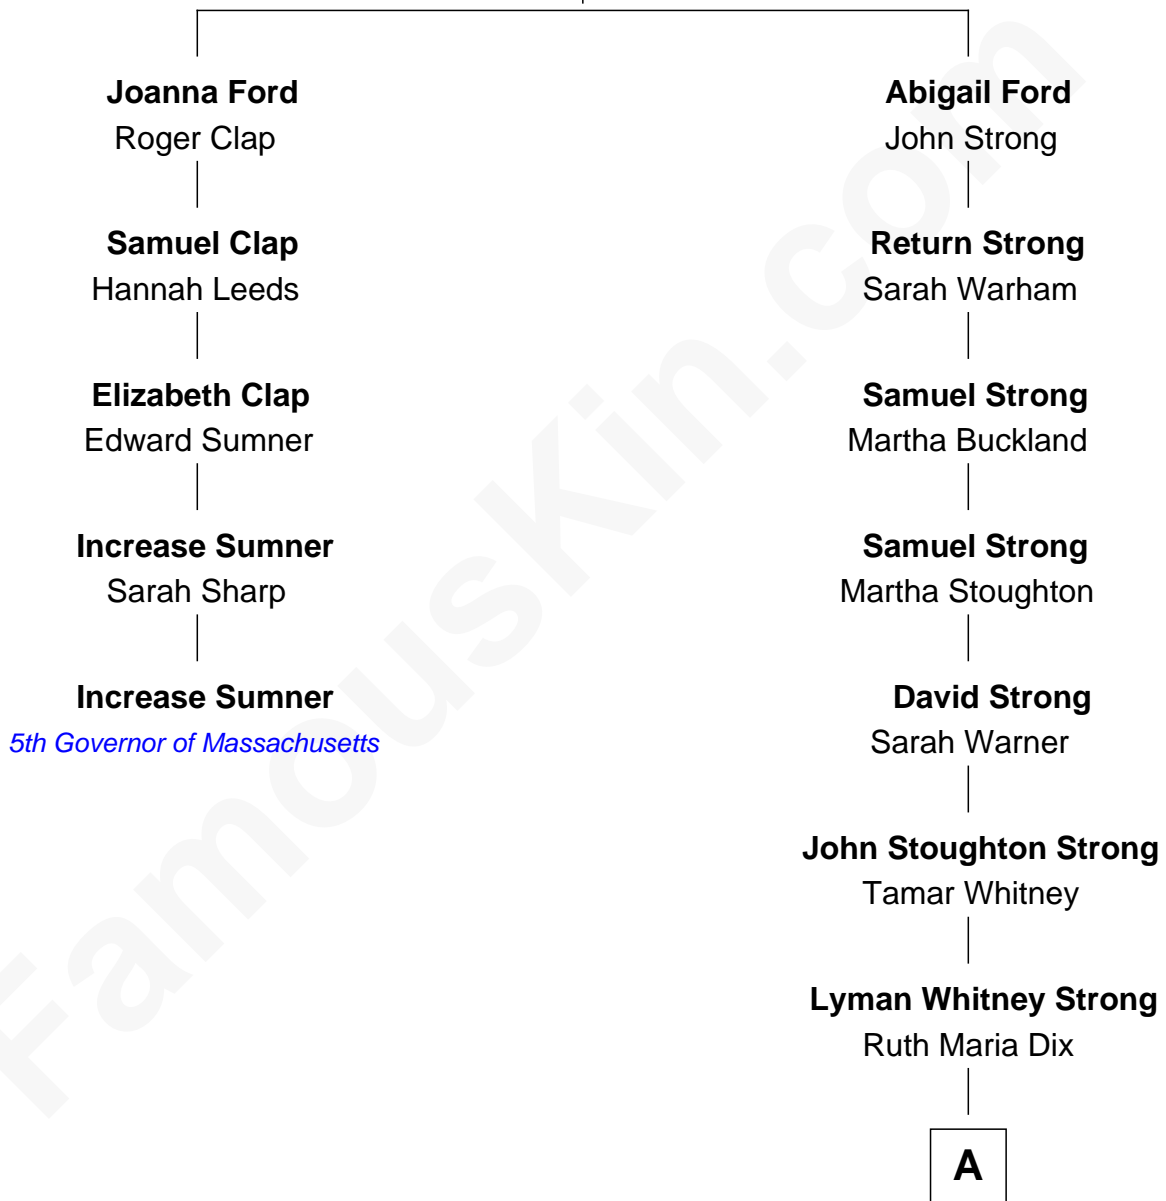 Joanna Ford
Roger Clap
Samuel Clap
Hannah Leeds
Elizabeth Clap
Edward Sumner
Increase Sumner
Sarah Sharp
Increase Sumner
5th Governor of Massachusetts
Abigail Ford
John Strong
Return Strong
Sarah Warham
Samuel Strong
Martha Buckland
Samuel Strong
Martha Stoughton
David Strong
Sarah Warner
John Stoughton Strong
Tamar Whitney
Lyman Whitney Strong
Ruth Maria Dix
A
FamousKin.com